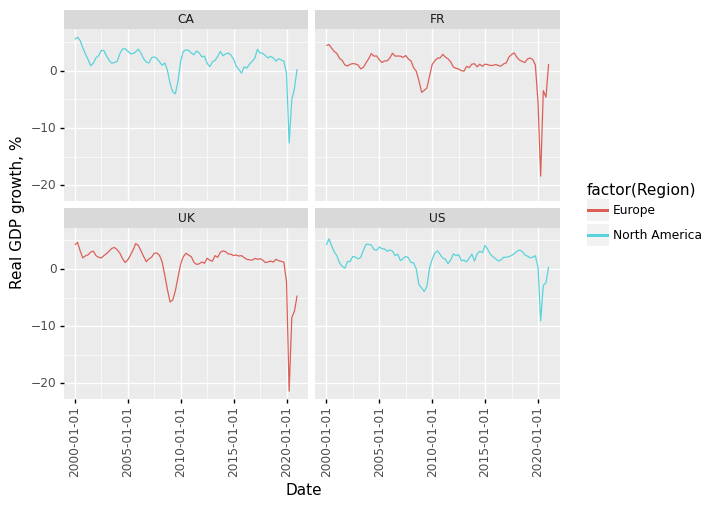 CA
FR
0
−10
−20
UK
US
0
−10
−20
2000-01-01
2005-01-01
2010-01-01
2015-01-01
2020-01-01
2000-01-01
2005-01-01
2010-01-01
2015-01-01
2020-01-01
Date
Real GDP growth, %
factor(Region)
Europe
North America